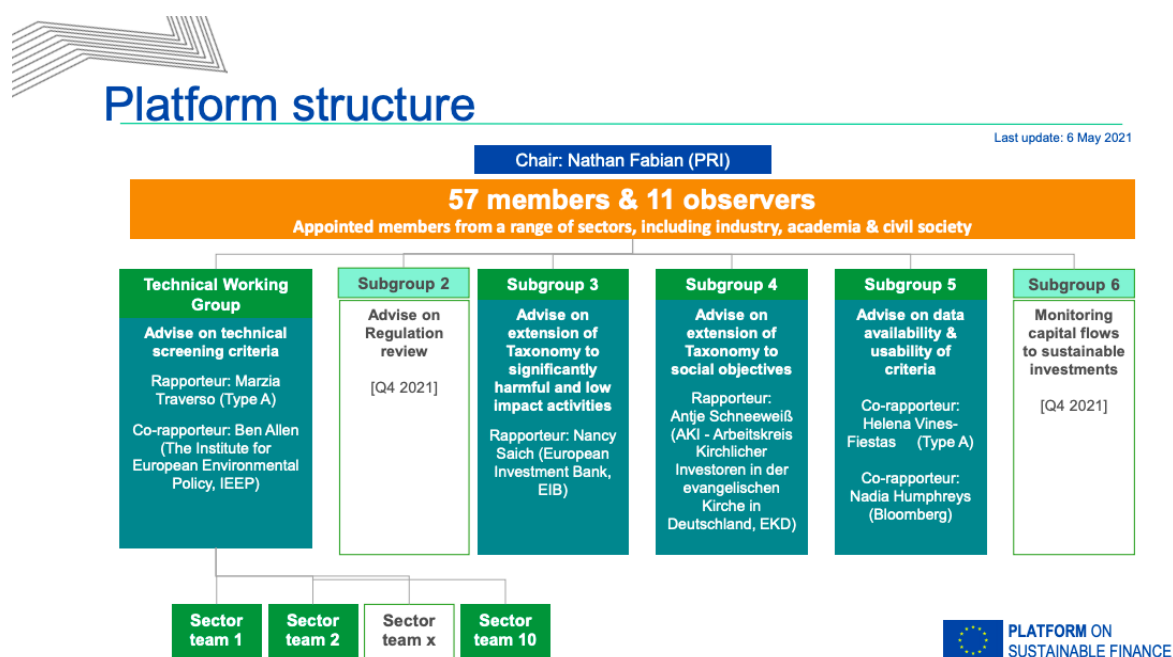 Platform structure
Last update: 6 May 2021
Chair: Nathan Fabian (PRI)
57 members & 11 observers
Appointed members from a range of sectors, including industry, academia & civil society
Technical Working
Group
Advise on technical
screening criteria
Rapporteur: Marzia
Traverso (Type A)
Co-rapporteur: Ben Allen
(The Institute for
European Environmental
Policy, IEEP)
Subgroup 2
Advise on
Regulation
review
[Q4 2021]
Subgroup 3
Advise on
extension of
Taxonomy to
significantly
harmful and low
impact activities
Rapporteur: Nancy
Saich (European
Investment Bank,
EIB)
Subgroup 4
Advise on
extension of
Taxonomy to
social objectives
Rapporteur:
Antje Schneeweiß
(AKI - Arbeitskreis
Kirchlicher
Investoren in der
evangelischen
Kirche in
Deutschland, EKD)
Subgroup 5
Advise on data
availability &
usability of
criteria
Co-rapporteur:
Helena Vines-
Fiestas (Type A)
Co-rapporteur:
Nadia Humphreys
(Bloomberg)
Subgroup 6
Monitoring
capital flows
to sustainable
investments
[Q4 2021]
Sector
team 1
Sector
team 2
Sector
team x
Sector
team 10
PLATFORM ON
SUSTAINABLE FINANCE